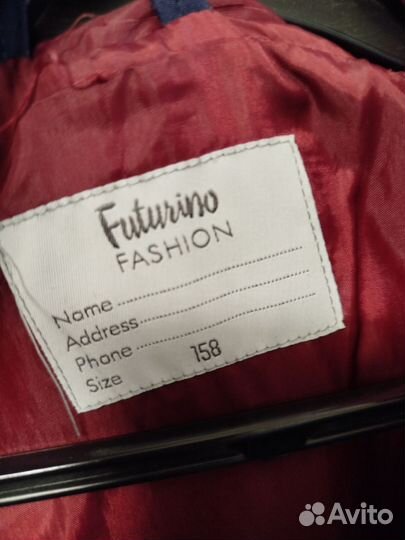 Futurino
FASHION
Name
Address
Phone
Size 158
Avito